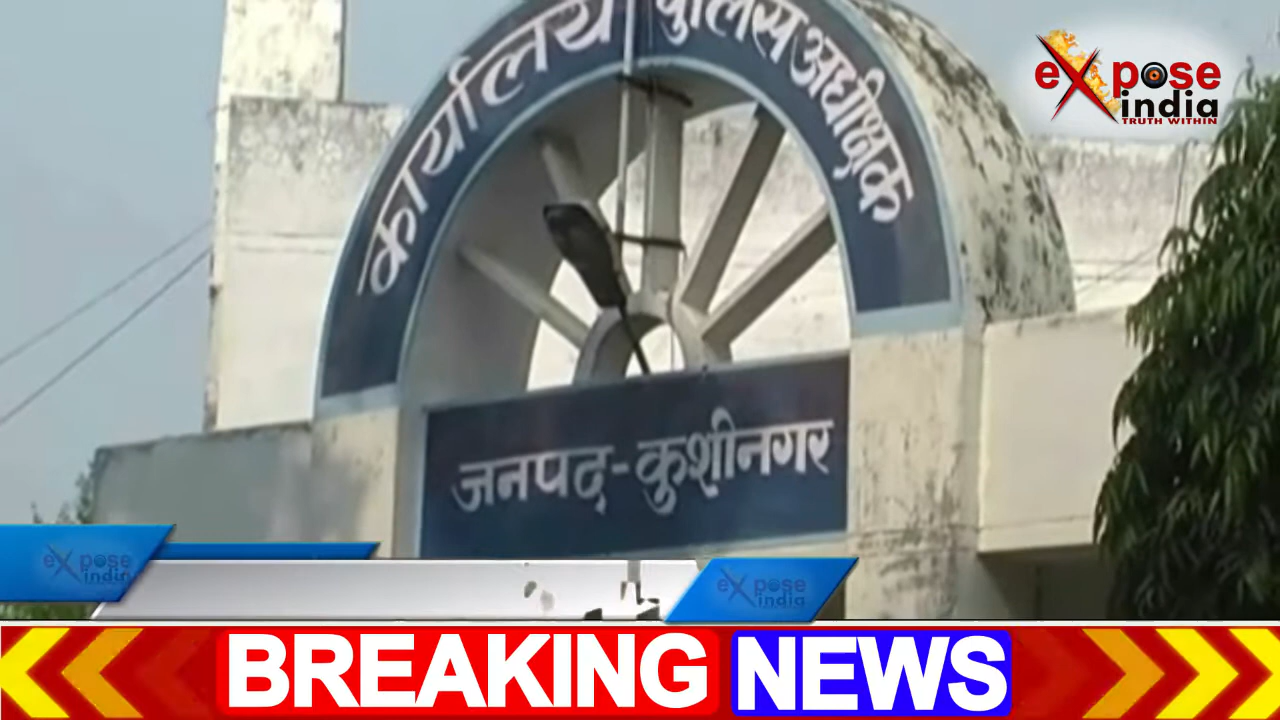 कार्यालय पुलिस अधीक्षक
eXpose
india
TRUTH WITHIN
जनपद-कुशीनगर
eXpose
india
eXpose
india
BREAKING NEWS